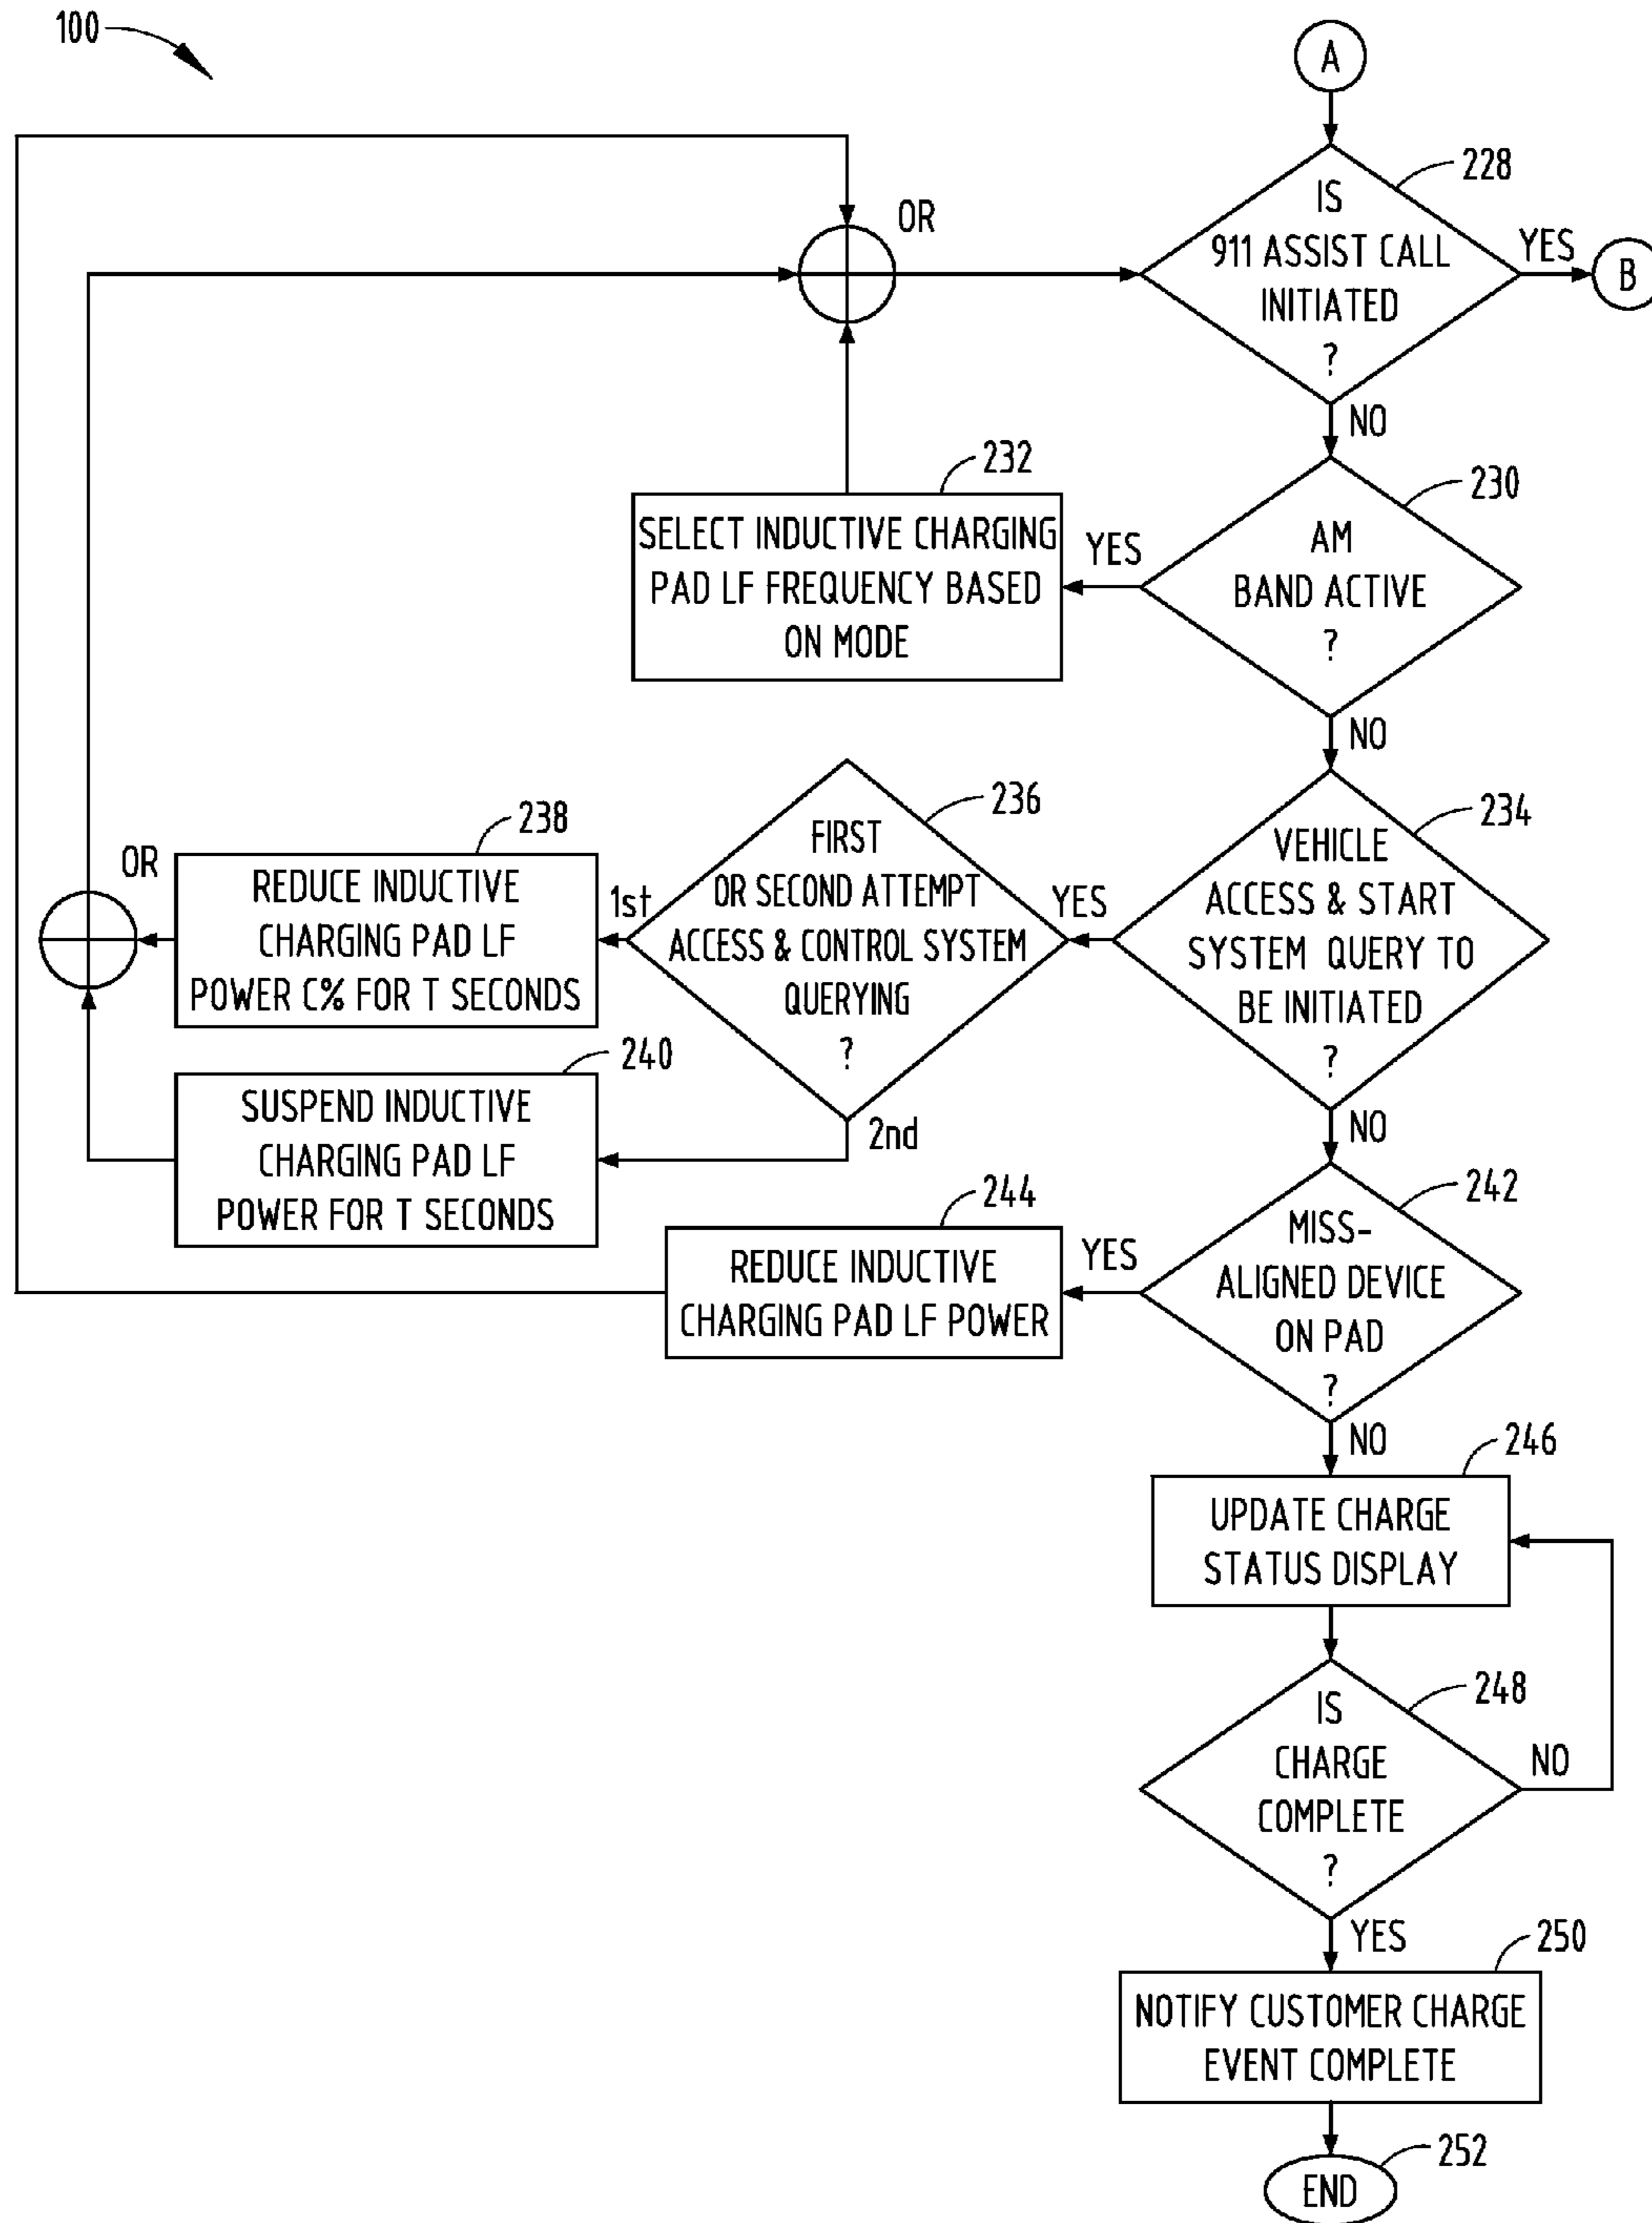 100
A
228
IS
911 ASSIST CALL
INITIATED
?
YES
B
OR
NO
232
230
SELECT INDUCTIVE CHARGING
PAD LF FREQUENCY BASED
ON MODE
YES
AM
BAND ACTIVE
?
NO
234
VEHICLE
ACCESS & START
SYSTEM QUERY TO
BE INITIATED
?
YES
236
FIRST
OR SECOND ATTEMPT
ACCESS & CONTROL SYSTEM
QUERYING
?
1st
238
OR
REDUCE INDUCTIVE
CHARGING PAD LF
POWER C% FOR T SECONDS
240
SUSPEND INDUCTIVE
CHARGING PAD LF
POWER FOR T SECONDS
2nd
NO
242
MISS-
ALIGNED DEVICE
ON PAD
?
YES
244
REDUCE INDUCTIVE
CHARGING PAD LF POWER
NO
246
UPDATE CHARGE
STATUS DISPLAY
248
IS
CHARGE
COMPLETE
?
NO
YES
250
NOTIFY CUSTOMER CHARGE
EVENT COMPLETE
252
END